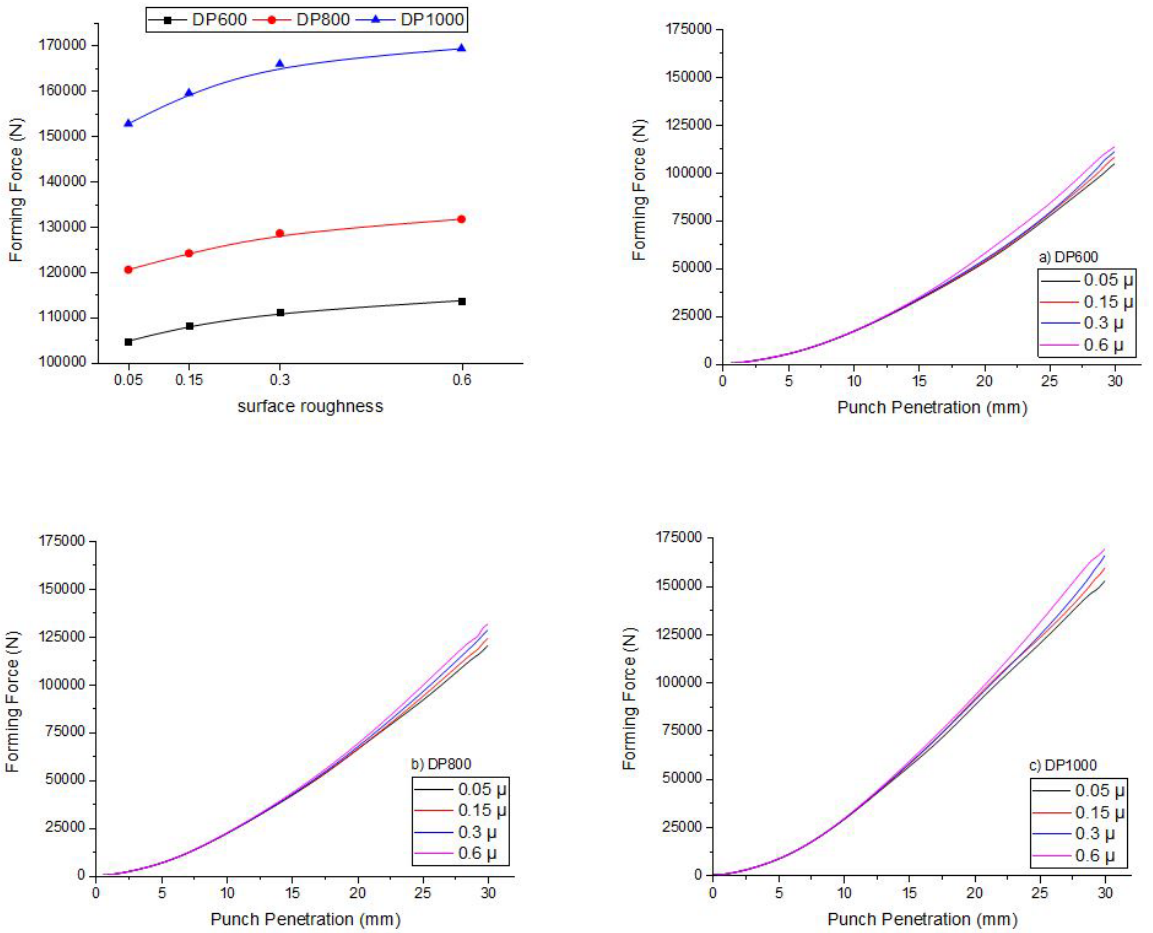 DP600 DP800 DP1000
170000
160000
150000
140000
130000
120000
110000
100000
Forming Force (N)
0.05 0.15 0.3 0.6
surface roughness
175000
150000
125000
100000
75000
50000
25000
0
Forming Force (N)
a) DP600
0.05 µ
0.15 µ
0.3 µ
0.6 µ
0 5 10 15 20 25 30
Punch Penetration (mm)
175000
150000
125000
100000
75000
50000
25000
0
Forming Force (N)
b) DP800
0.05 µ
0.15 µ
0.3 µ
0.6 µ
0 5 10 15 20 25 30
Punch Penetration (mm)
175000
150000
125000
100000
75000
50000
25000
0
Forming Force (N)
c) DP1000
0.05 µ
0.15 µ
0.3 µ
0.6 µ
0 5 10 15 20 25 30
Punch Penetration (mm)